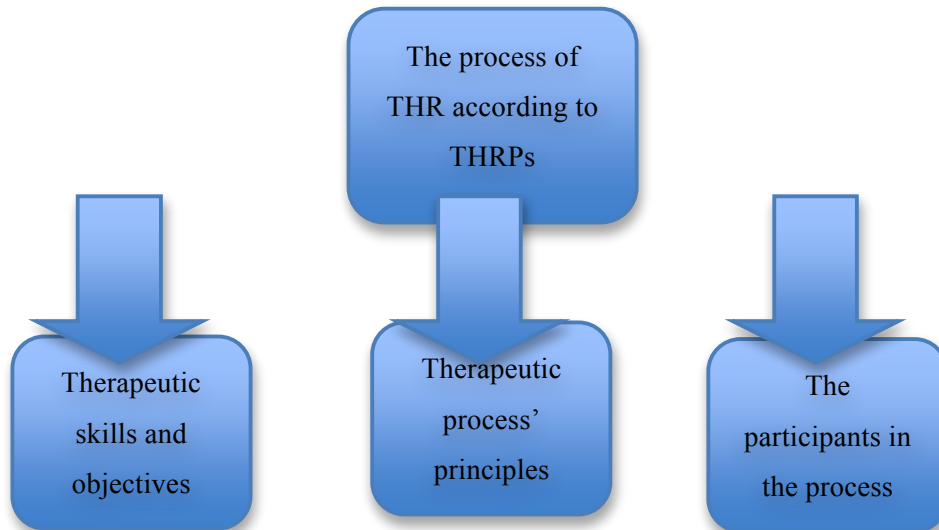 The process of
THR according to
THRPs
Therapeutic
skills and
objectives
Therapeutic
process’
principles
The
participants in
the process